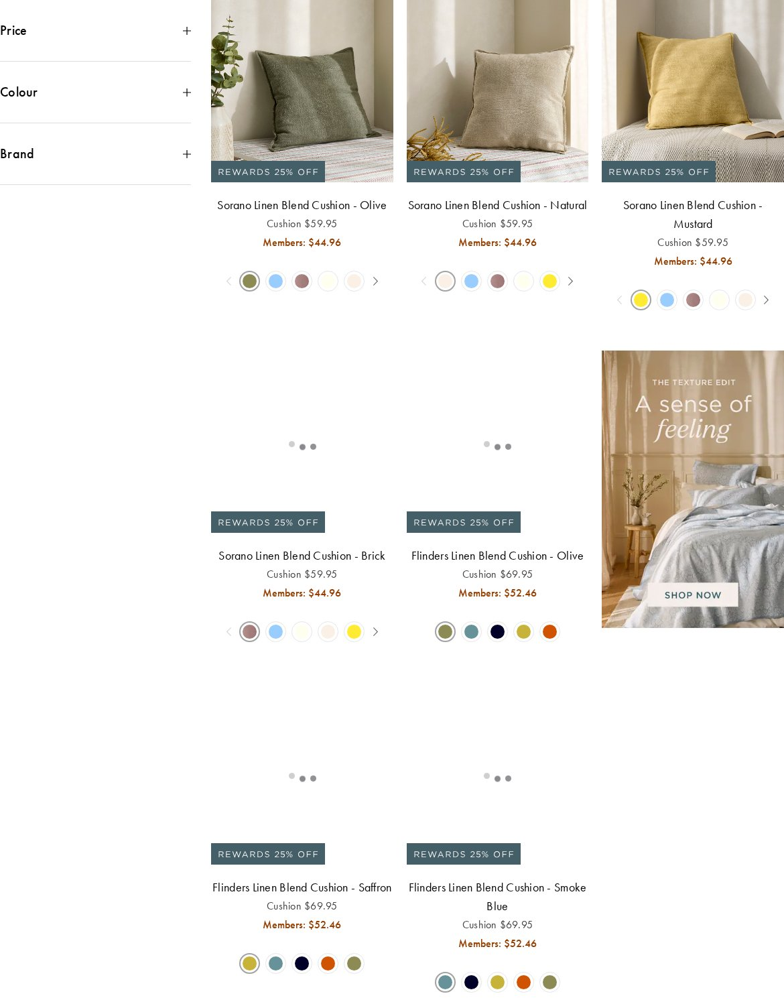 Price
Colour
Brand
REWARDS 25% OFF
Sorano Linen Blend Cushion - Olive
Cushion $59.95
Members: $44.96
REWARDS 25% OFF
Sorano Linen Blend Cushion - Natural
Cushion $59.95
Members: $44.96
REWARDS 25% OFF
Sorano Linen Blend Cushion -
Mustard
Cushion $59.95
Members: $44.96
REWARDS 25% OFF
Sorano Linen Blend Cushion - Brick
Cushion $59.95
Members: $44.96
REWARDS 25% OFF
Flinders Linen Blend Cushion - Olive
Cushion $69.95
Members: $52.46
THE TEXTURE EDIT
A sense of
feeling
SHOP NOW
REWARDS 25% OFF
Flinders Linen Blend Cushion - Saffron
Cushion $69.95
Members: $52.46
REWARDS 25% OFF
Flinders Linen Blend Cushion - Smoke
Blue
Cushion $69.95
Members: $52.46